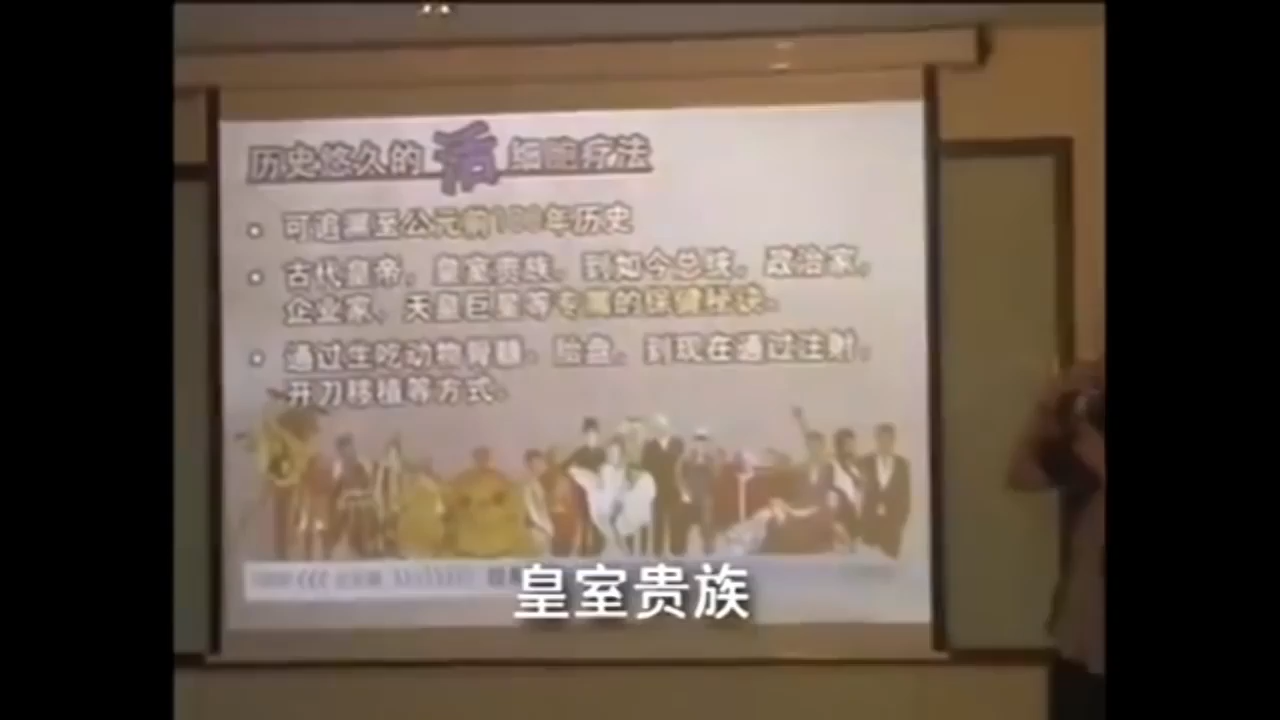 历史悠久的活细胞疗法
• 可追溯至公元前100年历史
• 古代皇帝，皇室贵族，到如今总统，政治家，
企业家，天皇巨星等专属的保健秘诀。
• 通过生吃动物骨髓，胎盘，到现在通过注射，
开刀移植等方式。
皇室贵族